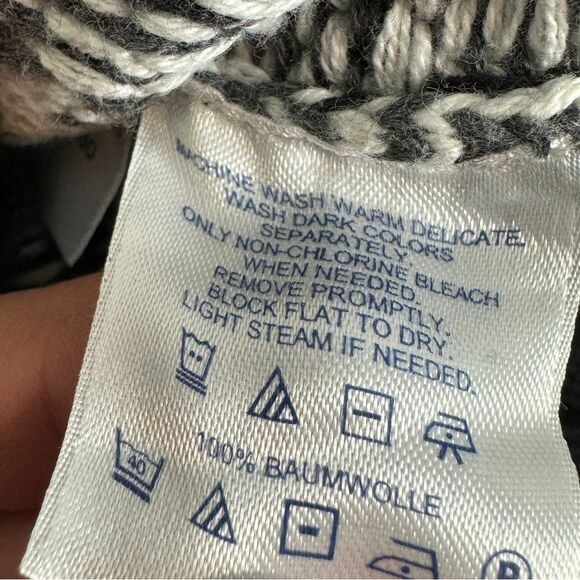 MACHINE WASH WARM DELICATE.
WASH DARK COLORS
SEPARATELY.
ONLY NON-CHLORINE BLEACH
WHEN NEEDED.
REMOVE PROMPTLY.
BLOCK FLAT TO DRY.
LIGHT STEAM IF NEEDED.
100% BAUMWOLLE
40
P